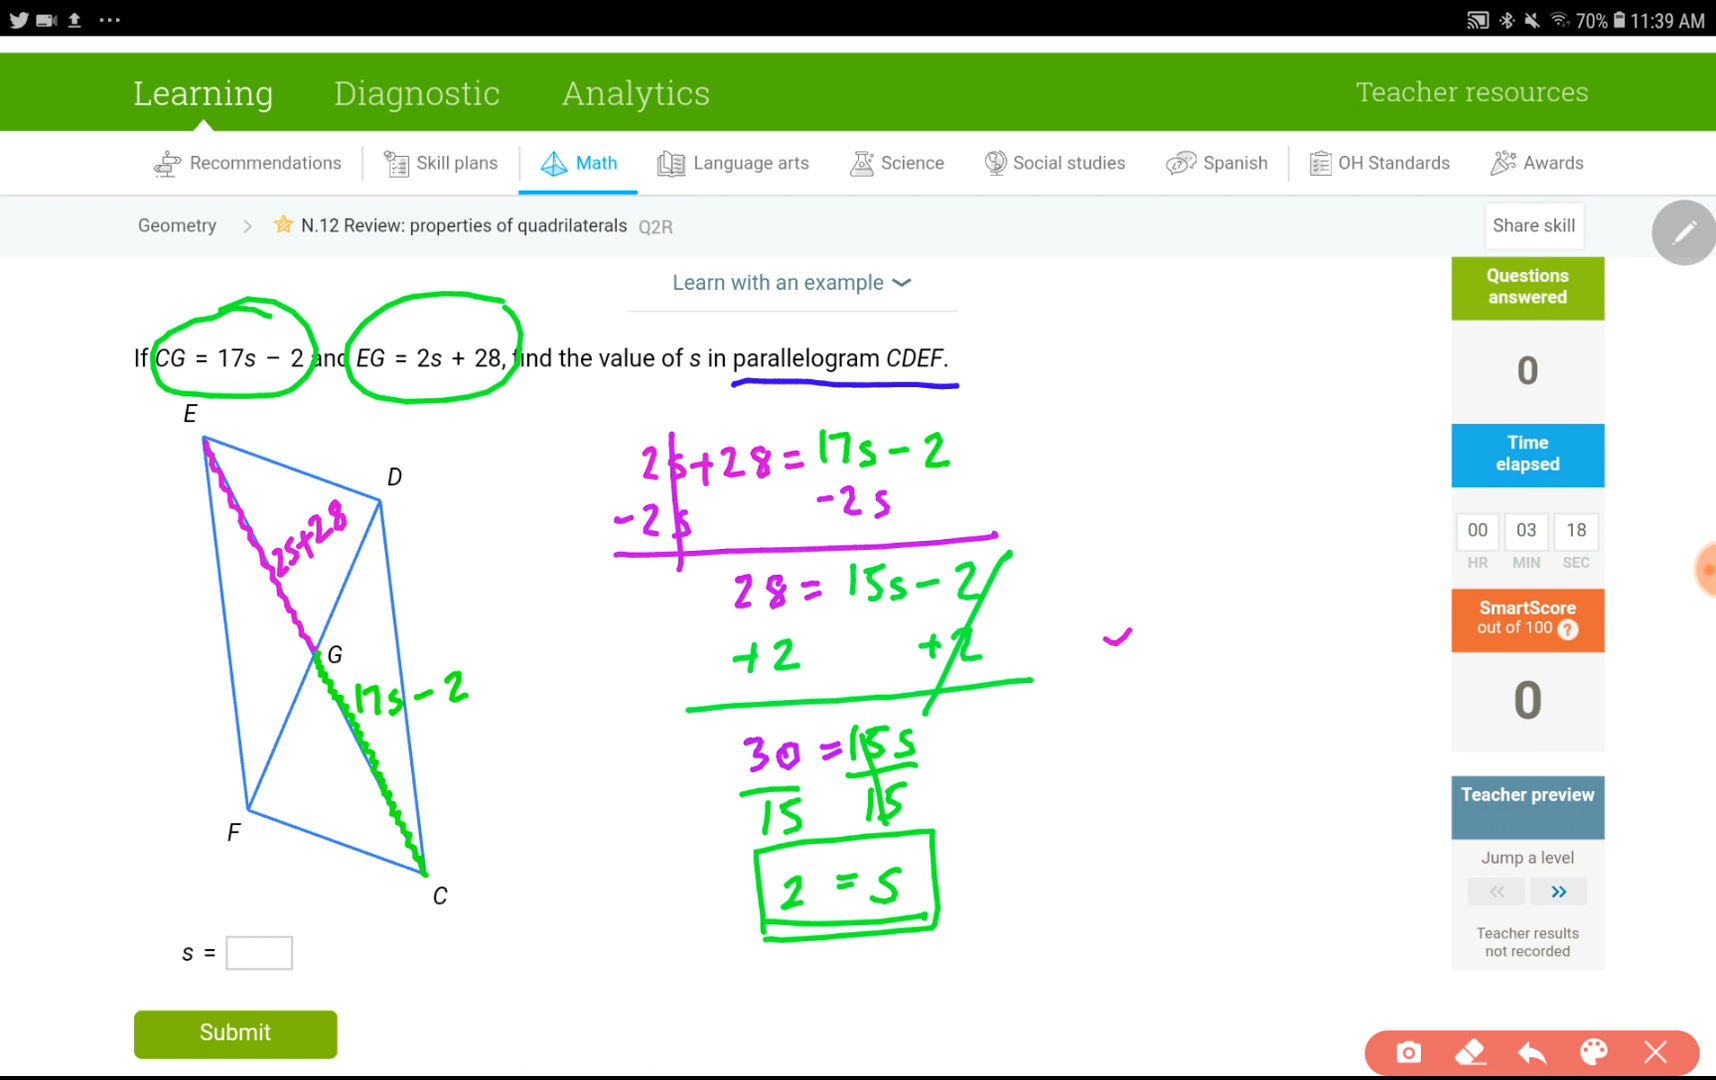 70% 11:39 AM
Learning Diagnostic Analytics Teacher resources
Recommendations Skill plans Math Language arts Science Social studies Spanish OH Standards Awards
Geometry > N.12 Review: properties of quadrilaterals Q2R Share skill
Learn with an example
Questions answered
0
Time elapsed
00 03 18
HR MIN SEC
SmartScore
out of 100 ?
0
Teacher preview
Jump a level
<< >>
Teacher results
not recorded
If CG = 17s − 2 and EG = 2s + 28, find the value of s in parallelogram CDEF.
E
D
2s+28
G
17s-2
F
C
2s+28=17s-2
-2s -2s
28=15s-2
+2 +2
30=15s
15 15
2=s
s =
Submit